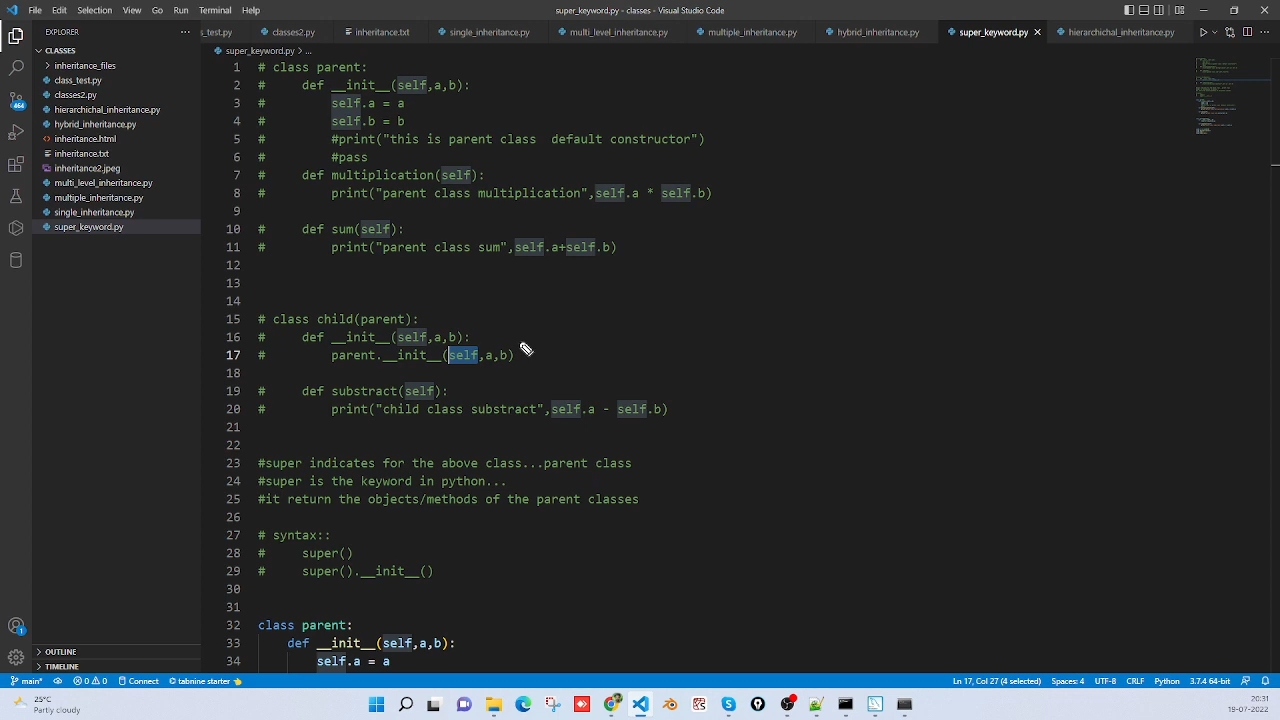 File Edit Selection View Go Run Terminal Help
super_keyword.py - classes - Visual Studio Code
EXPLORER
s_test.py classes2.py inheritance.txt single_inheritance.py multi_level_inheritance.py multiple_inheritance.py hybrid_inheritance.py super_keyword.py hierarchichal_inheritance.py
super_keyword.py > ...
CLASSES
inheritance_files
class_test.py
classes2.py
hierarchichal_inheritance.py
hybrid_inheritance.py
inheritance.html
inheritance.txt
inheritance2.jpeg
multi_level_inheritance.py
multiple_inheritance.py
single_inheritance.py
super_keyword.py
464
1
OUTLINE
TIMELINE
1 # class parent:
2 #     def __init__(self,a,b):
3 #         self.a = a
4 #         self.b = b
5 #         #print("this is parent class  default constructor")
6 #         #pass
7 #     def multiplication(self):
8 #         print("parent class multiplication",self.a * self.b)
9 #
10 #     def sum(self):
11 #         print("parent class sum",self.a+self.b)
12 #
13 #
14 #
15 # class child(parent):
16 #     def __init__(self,a,b):
17 #         parent.__init__(self,a,b)
18 #
19 #     def substract(self):
20 #         print("child class substract",self.a - self.b)
21
22
23 #super indicates for the above class...parent class
24 #super is the keyword in python...
25 #it return the objects/methods of the parent classes
26
27 # syntax::
28 #     super()
29 #     super().__init__()
30
31
32 class parent:
33     def __init__(self,a,b):
34         self.a = a
main* 0 0 Connect tabnine starter Ln 17, Col 27 (4 selected) Spaces: 4 UTF-8 CRLF Python 3.7.4 64-bit
25°C
Partly cloudy
20:31
19-07-2022